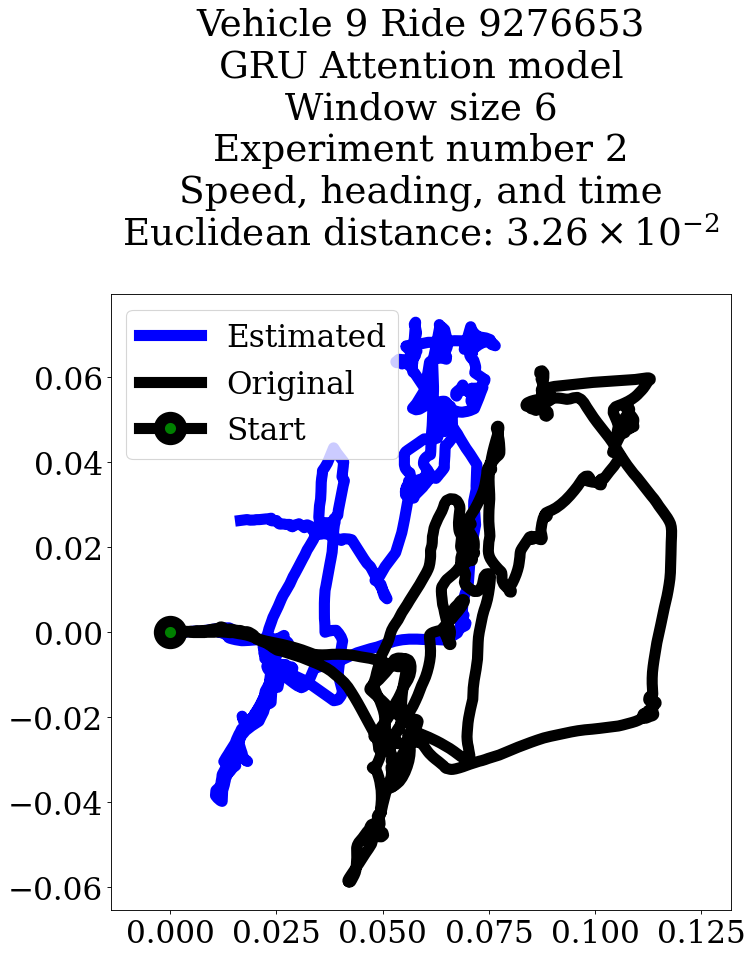 Vehicle 9 Ride 9276653
GRU Attention model
Window size 6
Experiment number 2
Speed, heading, and time
Euclidean distance: 3.26 × 10⁻²
Estimated
Original
Start
0.06
0.04
0.02
0.00
−0.02
−0.04
−0.06
0.000 0.025 0.050 0.075 0.100 0.125